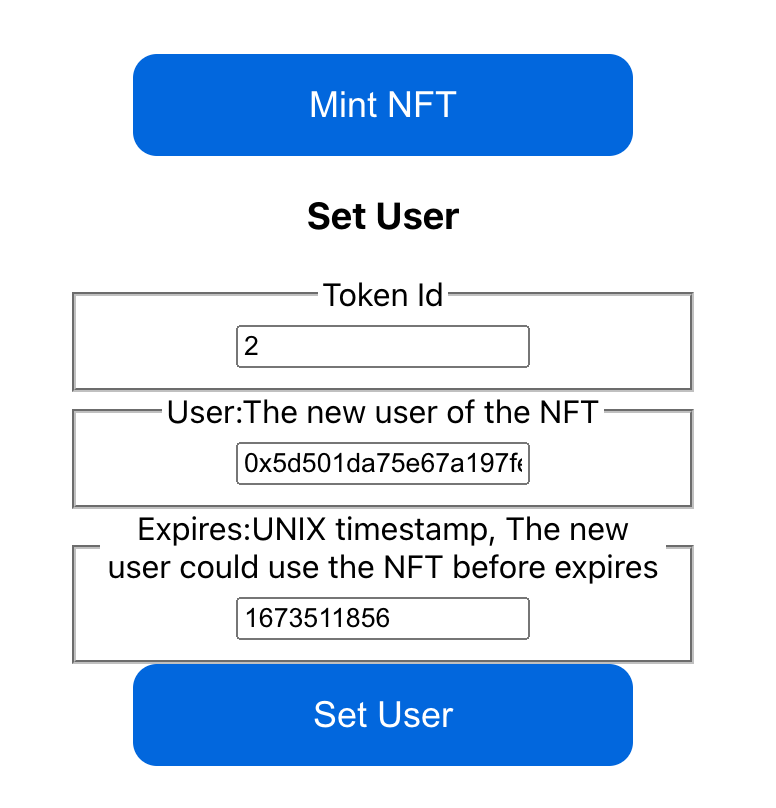 Mint NFT
Set User
Token Id
2
User:The new user of the NFT
0x5d501da75e67a197f
Expires:UNIX timestamp, The new
user could use the NFT before expires
1673511856
Set User